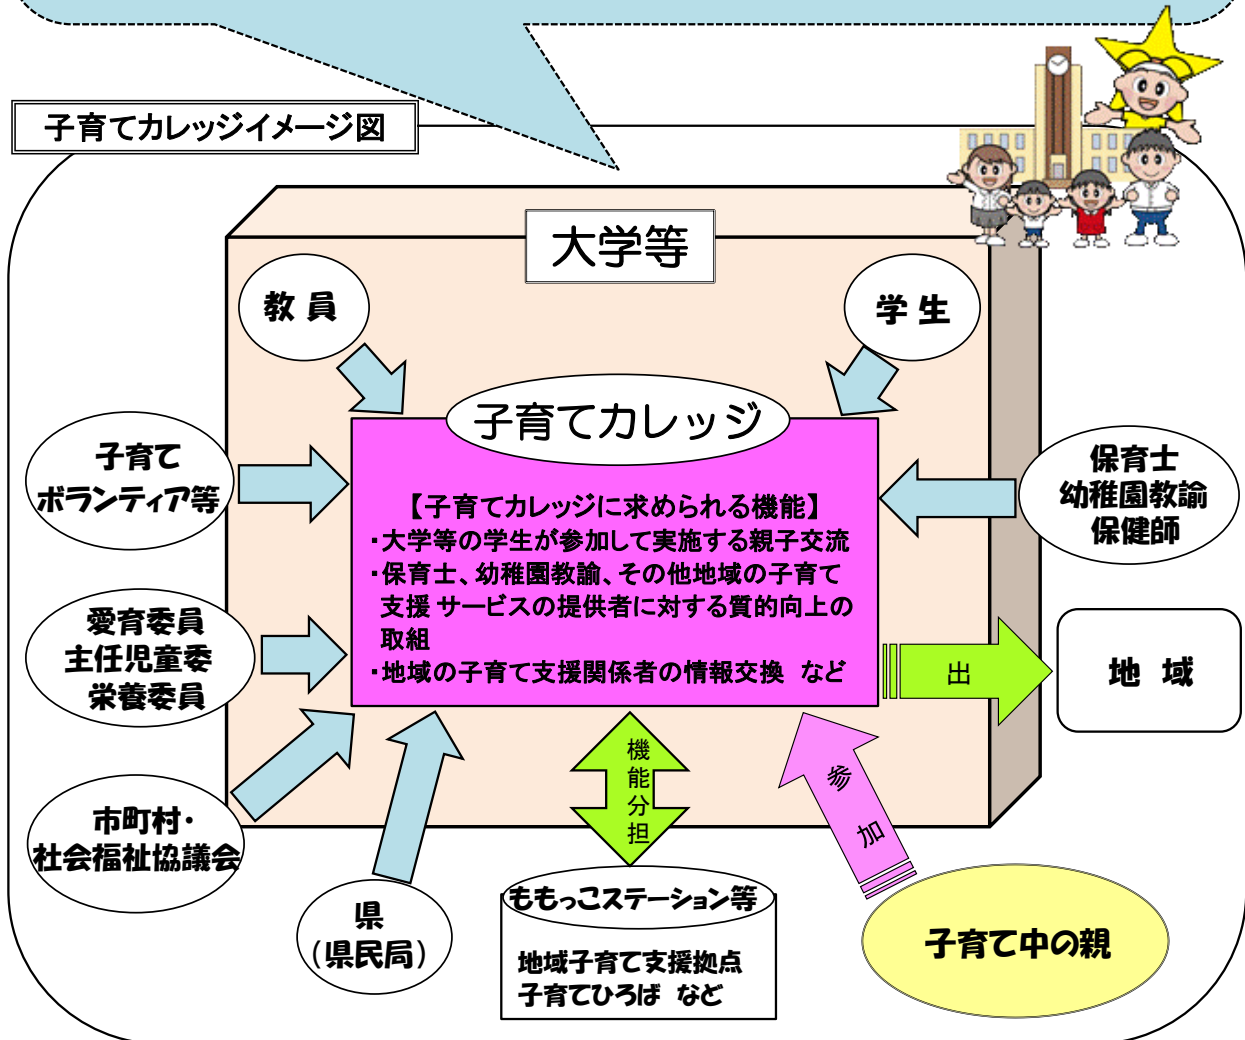 子育てカレッジイメージ図
大学等
教 員
学 生
子育てカレッジ
【子育てカレッジに求められる機能】
・大学等の学生が参加して実施する親子交流
・保育士、幼稚園教諭、その他地域の子育て
支援 サービスの提供者に対する質的向上の
取組
・地域の子育て支援関係者の情報交換 など
子育て
ボランティア等
保育士
幼稚園教諭
保健師
愛育委員
主任児童委
栄養委員
出
地 域
市町村・
社会福祉協議会
県
(県民局)
機
能
分
担
ももっこステーション等
地域子育て支援拠点
子育てひろば など
参
加
子育て中の親